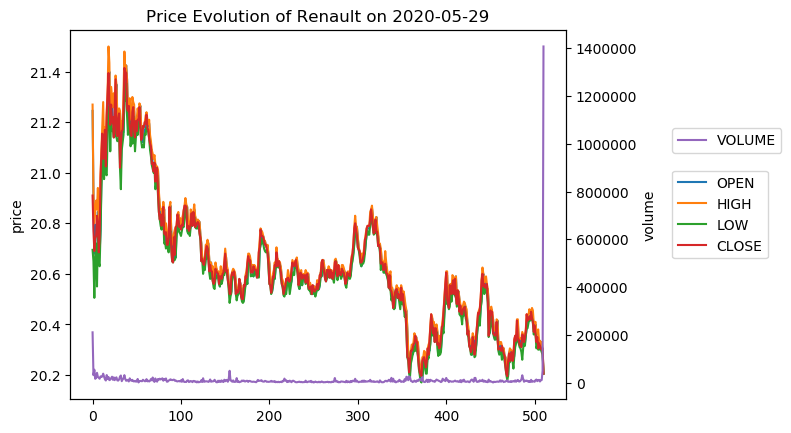 Price Evolution of Renault on 2020-05-29
price
21.4
21.2
21.0
20.8
20.6
20.4
20.2
0
100
200
300
400
500
1400000
1200000
1000000
800000
600000
400000
200000
0
volume
VOLUME
OPEN
HIGH
LOW
CLOSE